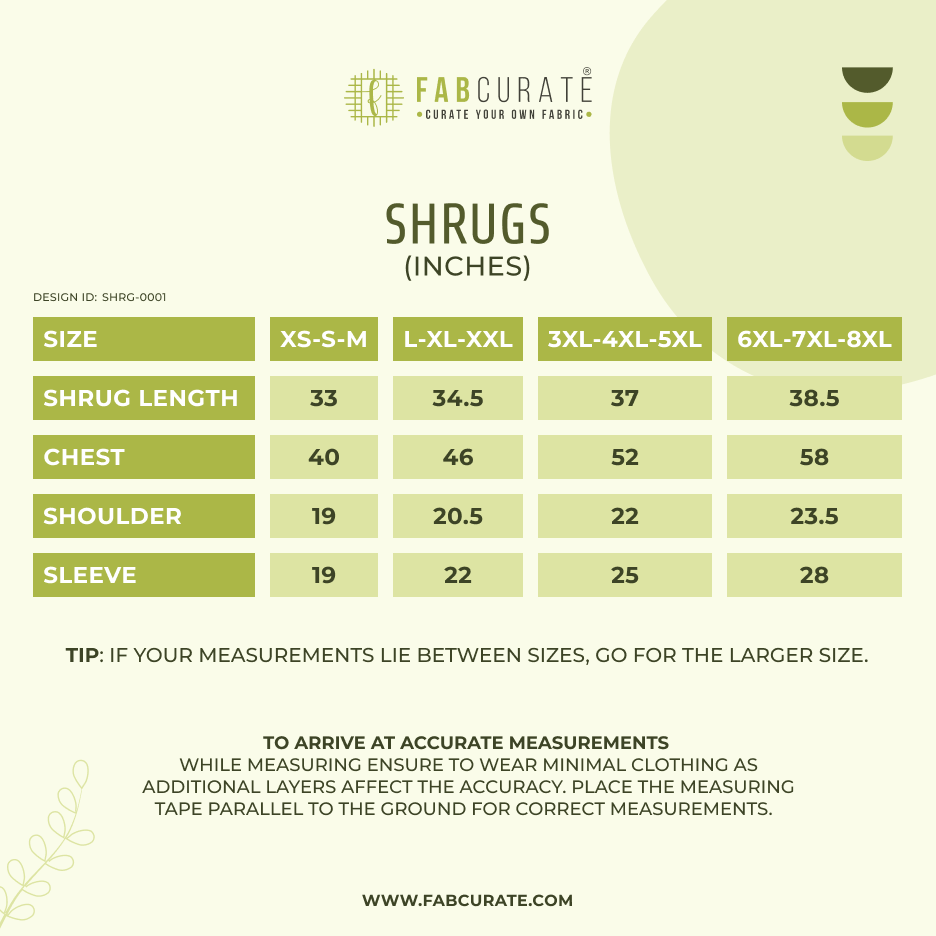 FABCURATE®
•CURATE YOUR OWN FABRIC•
SHRUGS
(INCHES)
DESIGN ID: SHRG-0001
SIZE XS-S-M L-XL-XXL 3XL-4XL-5XL 6XL-7XL-8XL
SHRUG LENGTH 33 34.5 37 38.5
CHEST 40 46 52 58
SHOULDER 19 20.5 22 23.5
SLEEVE 19 22 25 28
TIP: IF YOUR MEASUREMENTS LIE BETWEEN SIZES, GO FOR THE LARGER SIZE.
TO ARRIVE AT ACCURATE MEASUREMENTS
WHILE MEASURING ENSURE TO WEAR MINIMAL CLOTHING AS
ADDITIONAL LAYERS AFFECT THE ACCURACY. PLACE THE MEASURING
TAPE PARALLEL TO THE GROUND FOR CORRECT MEASUREMENTS.
WWW.FABCURATE.COM